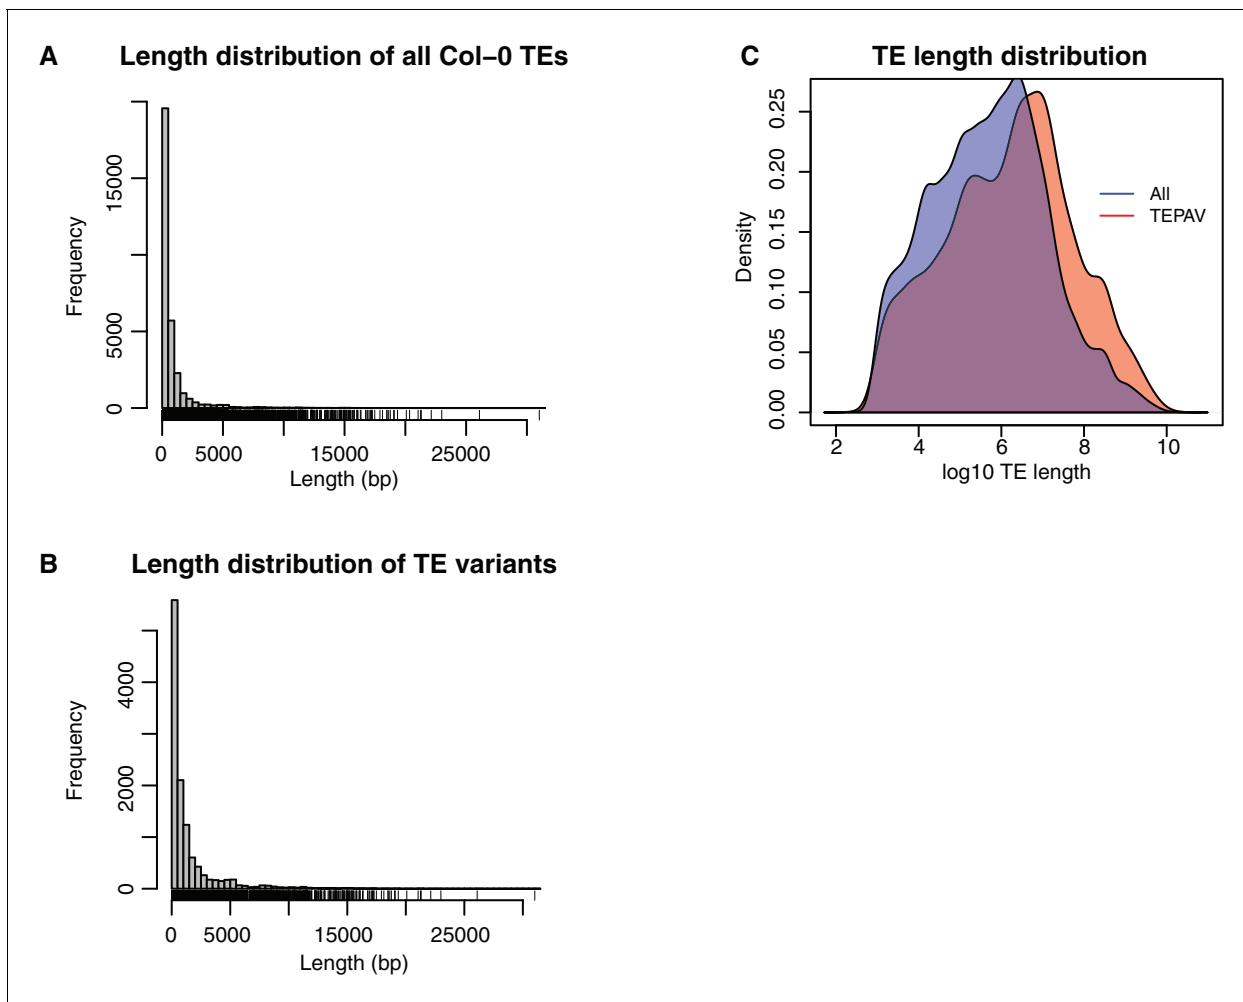 A Length distribution of all Col–0 TEs
Frequency
15000
5000
0
0 5000 15000 25000
Length (bp)
B Length distribution of TE variants
Frequency
4000
2000
0
0 5000 15000 25000
Length (bp)
C TE length distribution
Density
0.25
0.20
0.15
0.10
0.05
0.00
All
TEPAV
2 4 6 8 10
log10 TE length